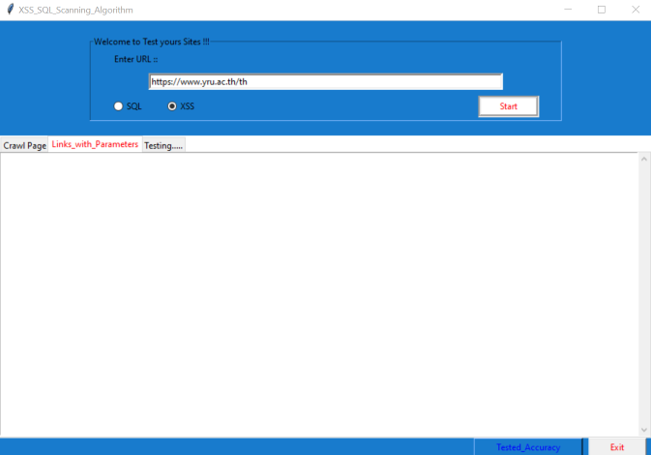 XSS_SQL_Scanning_Algorithm
Welcome to Test yours Sites !!!
Enter URL ::
https://www.yru.ac.th/th
SQL XSS Start
Crawl Page Links_with_Parameters Testing.....
Tested_Accuracy Exit